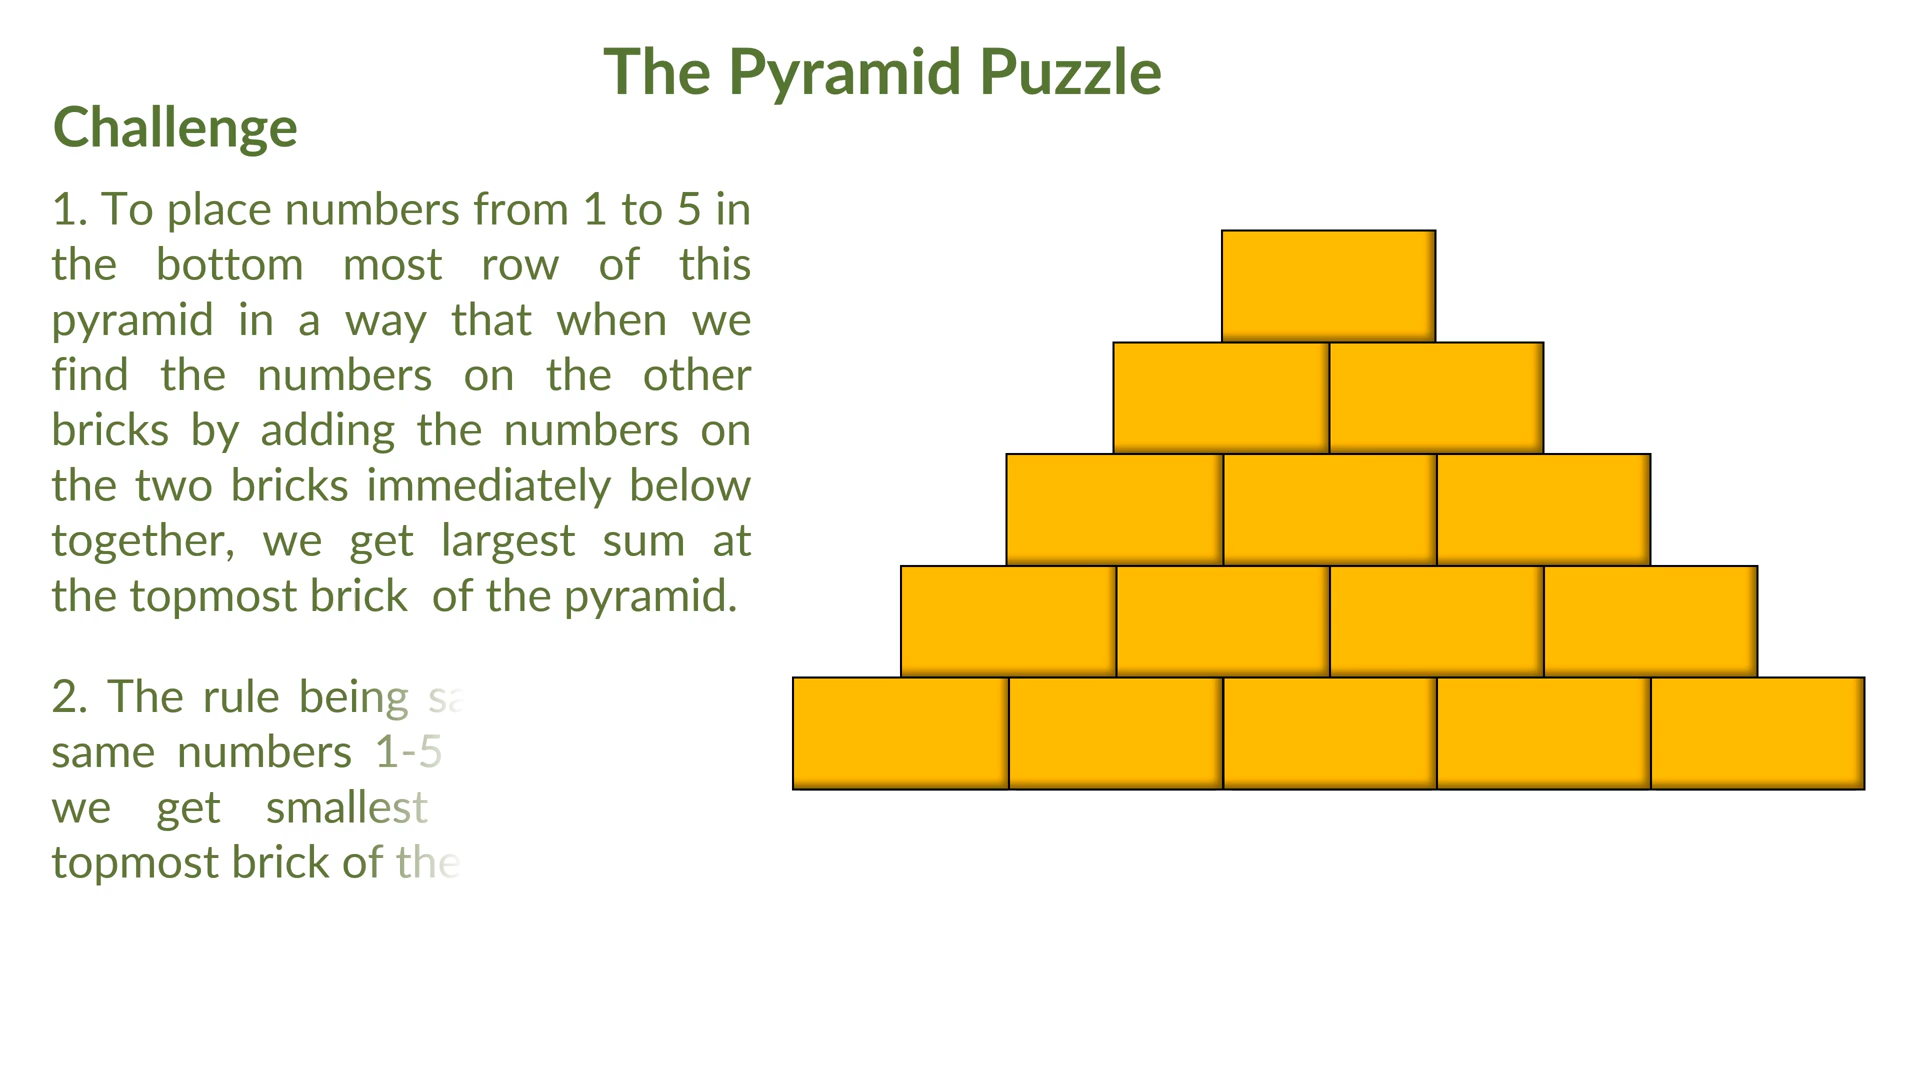 The Pyramid Puzzle
Challenge
1. To place numbers from 1 to 5 in
the bottom most row of this
pyramid in a way that when we
find the numbers on the other
bricks by adding the numbers on
the two bricks immediately below
together, we get largest sum at
the topmost brick of the pyramid.
2. The rule being
same numbers 1-5
we get smallest
topmost brick of the